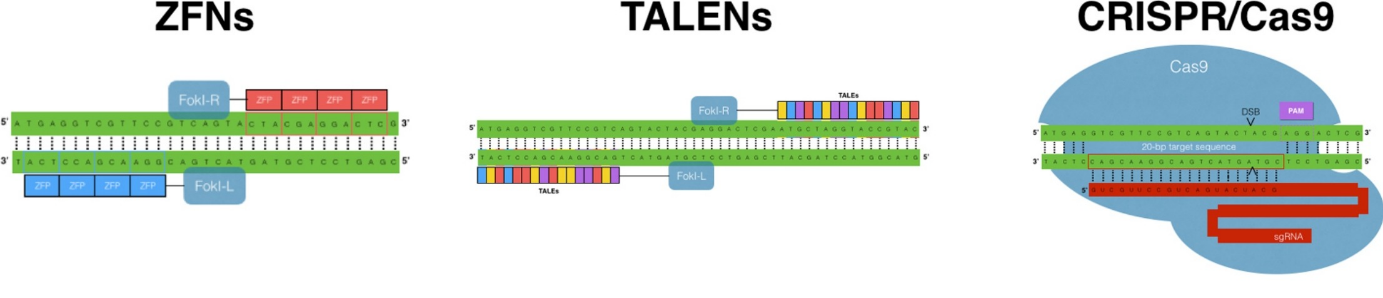 ZFNs
FokI-R
ZFP ZFP ZFP ZFP
5' A T G A G G T C G T T C C G T C A G T A C T A C G A G G A C T C G 3'
3' T A C T C C A G C A A G G C A G T C A T G A T G C T C C T G A G C 5'
ZFP ZFP ZFP ZFP
FokI-L
TALENs
TALEs
FokI-R
5' 3'
3' 5'
FokI-L
TALEs
CRISPR/Cas9
Cas9
DSB
PAM
5' A T G A G G T C G T T C C G T C A G T A C T A C G A G G A C T C G 3'
20-bp target sequence
3' T A C T C C A G C A A G G C A G T C A T G A T G C T C C T G A G C 5'
5' G U C G U U C C G U C A G U A C U A C G
sgRNA